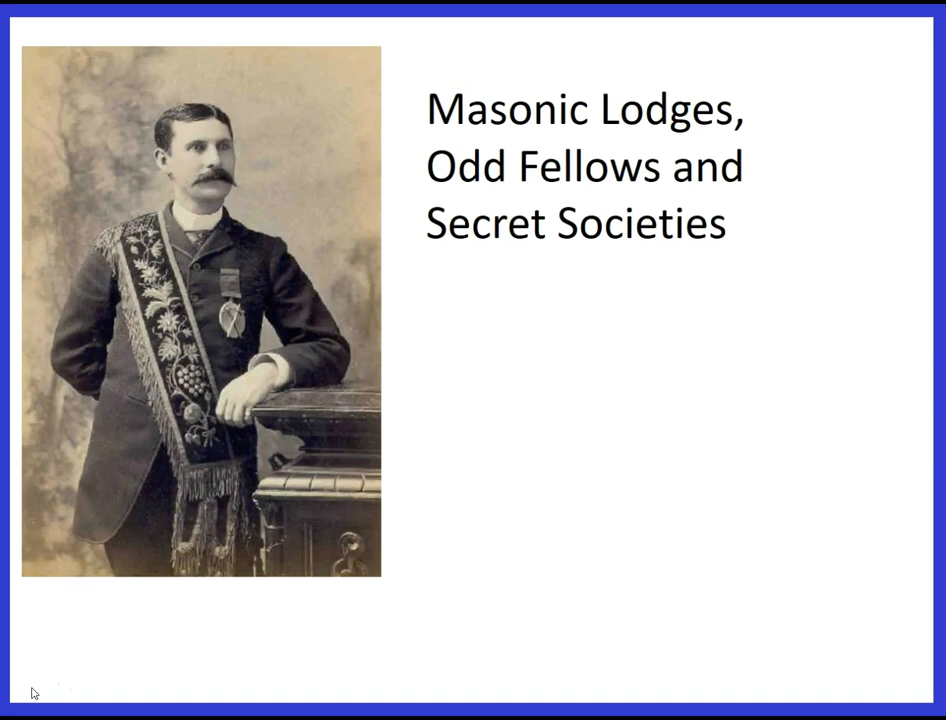 Masonic Lodges,
Odd Fellows and
Secret Societies